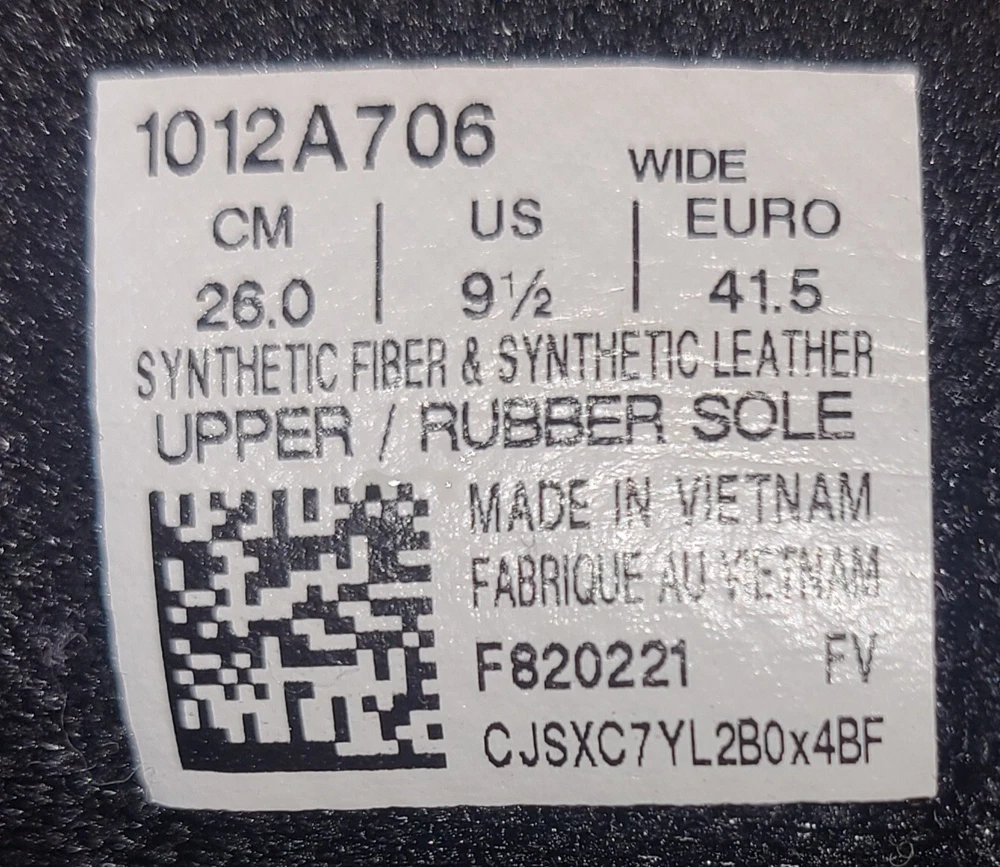 1012A706
WIDE
CM | US | EURO
26.0 | 9½ | 41.5
SYNTHETIC FIBER & SYNTHETIC LEATHER
UPPER / RUBBER SOLE
MADE IN VIETNAM
FABRIQUE AU VIETNAM
F820221 FV
CJSXC7YL2B0x4BF